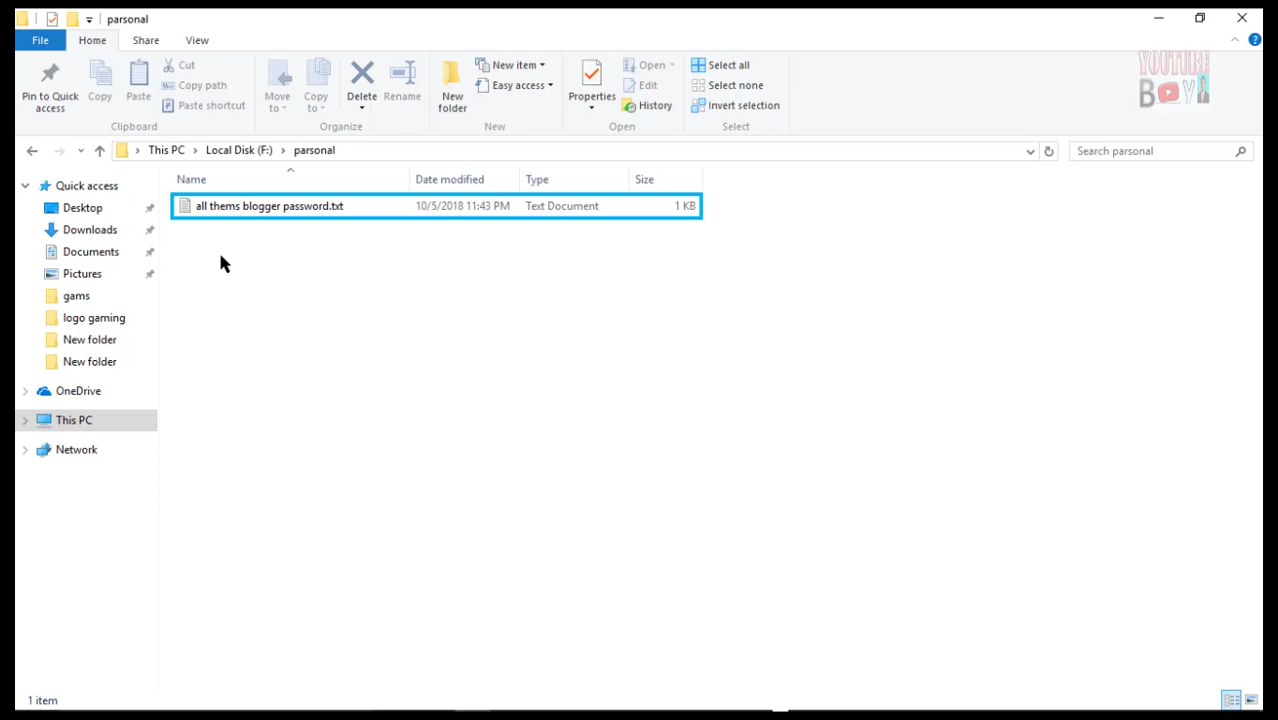 parsonal
File Home Share View
Pin to Quick access
Copy
Paste
Cut
Copy path
Paste shortcut
Clipboard
Move to
Copy to
Delete
Rename
Organize
New folder
New item
Easy access
New
Properties
Open
Edit
History
Open
Select all
Select none
Invert selection
Select
YOUTUBE
BOY
This PC > Local Disk (F:) > parsonal
Search parsonal
Name Date modified Type Size
all thems blogger password.txt 10/5/2018 11:43 PM Text Document 1 KB
Quick access
Desktop
Downloads
Documents
Pictures
gams
logo gaming
New folder
New folder
OneDrive
This PC
Network
1 item